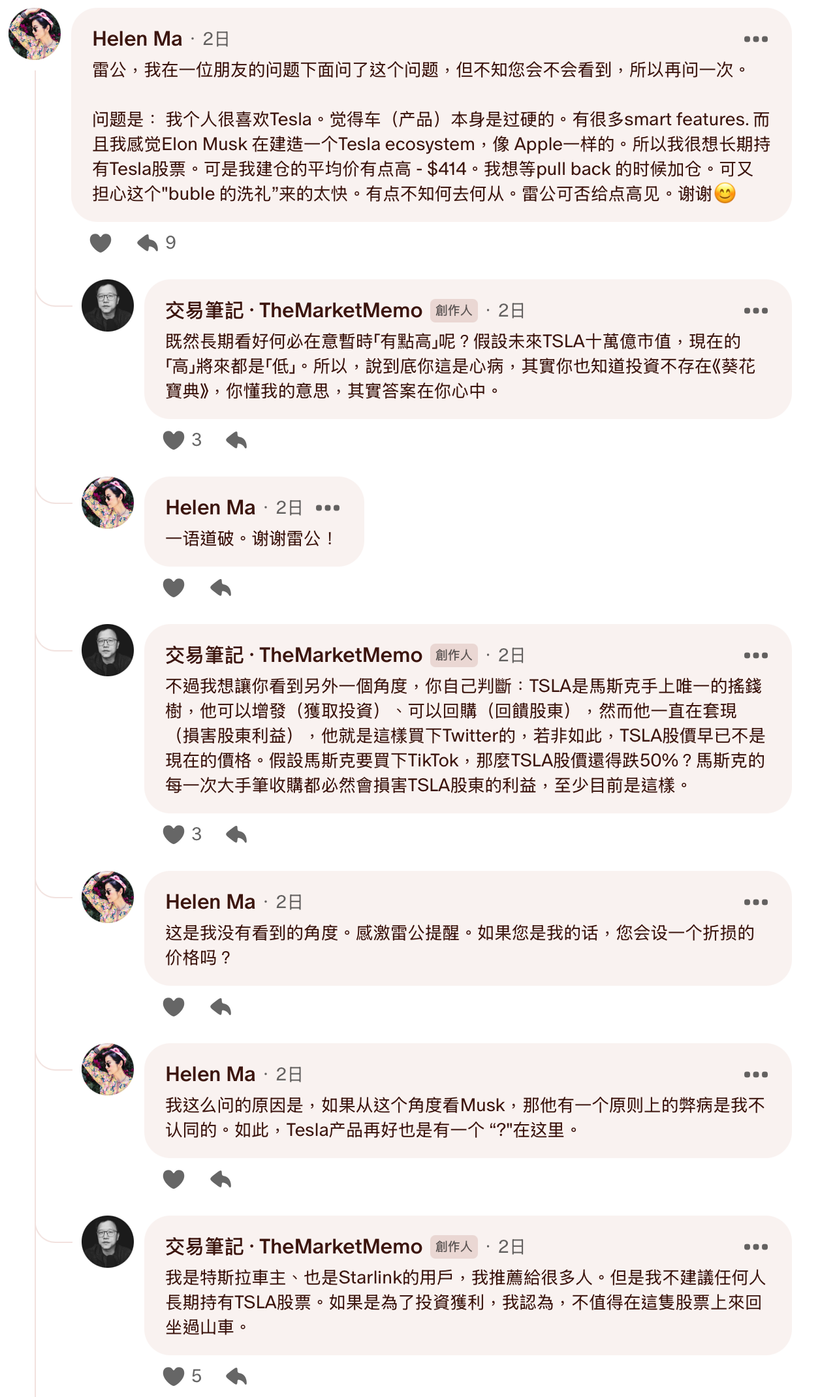 Helen Ma · 2日
雷公，我在一位朋友的问题下面问了这个问题，但不知您会不会看到，所以再问一次。
问题是： 我个人很喜欢Tesla。觉得车（产品）本身是过硬的。有很多smart features. 而
且我感觉Elon Musk 在建造一个Tesla ecosystem，像 Apple一样的。所以我很想长期持
有Tesla股票。可是我建仓的平均价有点高 - $414。我想等pull back 的时候加仓。可又
担心这个"buble 的洗礼”来的太快。有点不知何去何从。雷公可否给点高见。谢谢😊
9
交易筆記 · TheMarketMemo 創作人 · 2日
既然長期看好何必在意暫時「有點高」呢？假設未來TSLA十萬億市值，現在的
「高」將來都是「低」。所以，說到底你這是心病，其實你也知道投資不存在《葵花
寶典》，你懂我的意思，其實答案在你心中。
3
Helen Ma · 2日
一语道破。谢谢雷公！
交易筆記 · TheMarketMemo 創作人 · 2日
不過我想讓你看到另外一個角度，你自己判斷：TSLA是馬斯克手上唯一的搖錢
樹，他可以增發（獲取投資）、可以回購（回饋股東），然而他一直在套現
（損害股東利益），他就是這樣買下Twitter的，若非如此，TSLA股價早已不是
現在的價格。假設馬斯克要買下TikTok，那麼TSLA股價還得跌50%？馬斯克的
每一次大手筆收購都必然會損害TSLA股東的利益，至少目前是這樣。
3
Helen Ma · 2日
这是我没有看到的角度。感激雷公提醒。如果您是我的话，您会设一个折损的
价格吗？
Helen Ma · 2日
我这么问的原因是，如果从这个角度看Musk，那他有一个原则上的弊病是我不
认同的。如此，Tesla产品再好也是有一个 “?"在这里。
交易筆記 · TheMarketMemo 創作人 · 2日
我是特斯拉車主、也是Starlink的用戶，我推薦給很多人。但是我不建議任何人
長期持有TSLA股票。如果是為了投資獲利，我認為，不值得在這隻股票上來回
坐過山車。
5